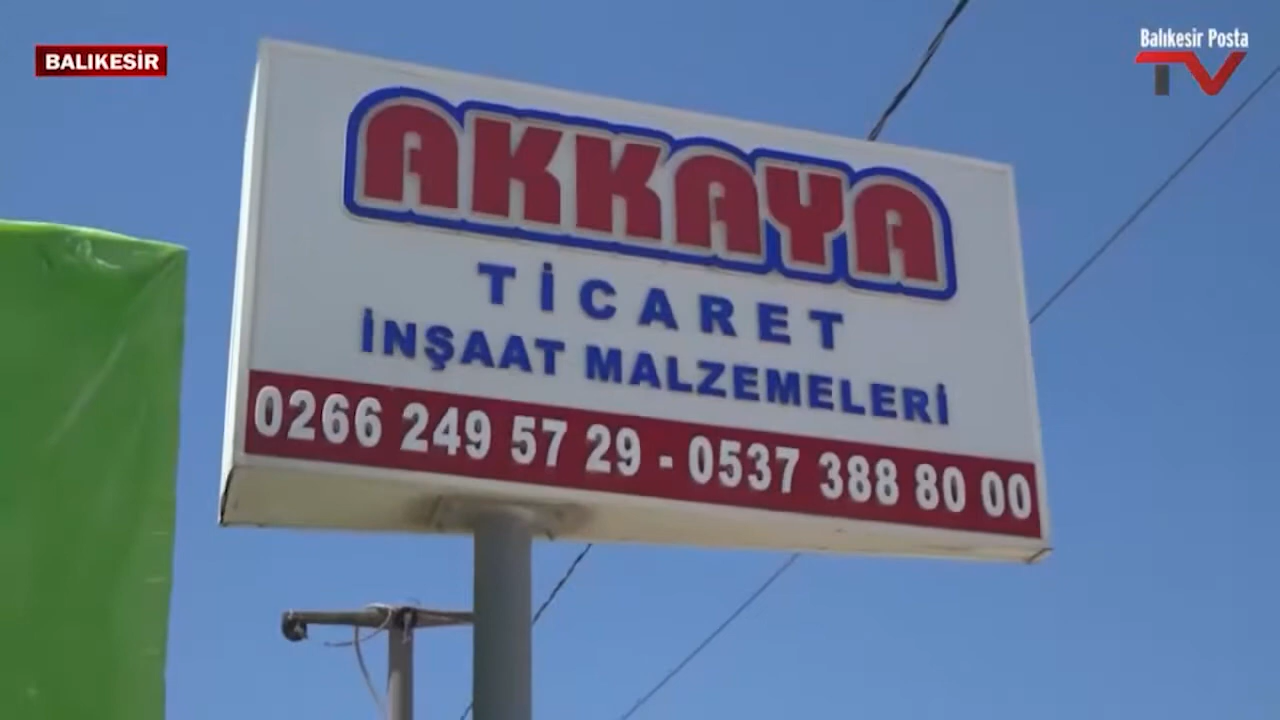 BALIKESİR
Balıkesir Posta
TV
AKKAYA
TİCARET
İNŞAAT MALZEMELERİ
0266 249 57 29 - 0537 388 80 00